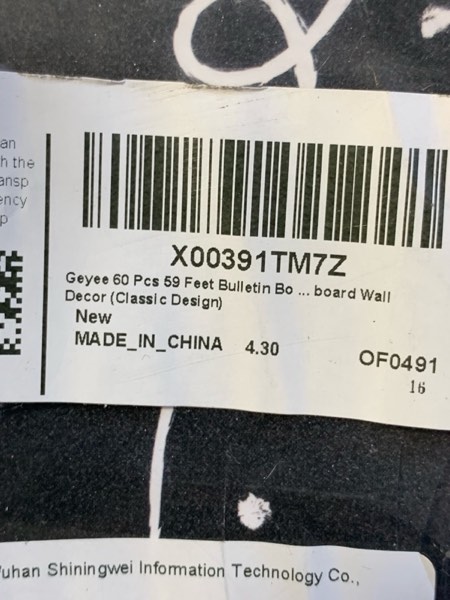 an
h the
ansp
ency
p
X00391TM7Z
Geyee 60 Pcs 59 Feet Bulletin Bo ... board Wall
Decor (Classic Design)
New
MADE_IN_CHINA 4.30
OF0491
16
uhan Shiningwei Information Technology Co.,